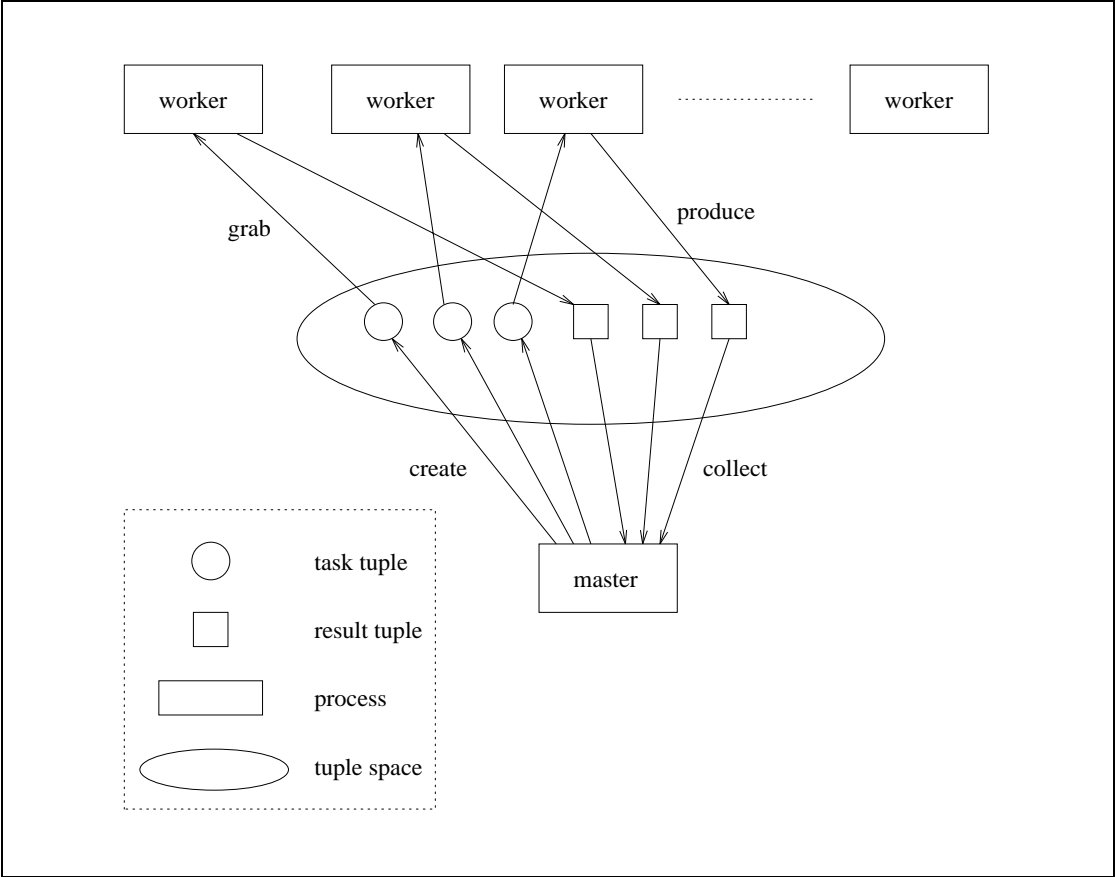 worker
worker
worker
worker
grab
produce
create
collect
master
task tuple
result tuple
process
tuple space